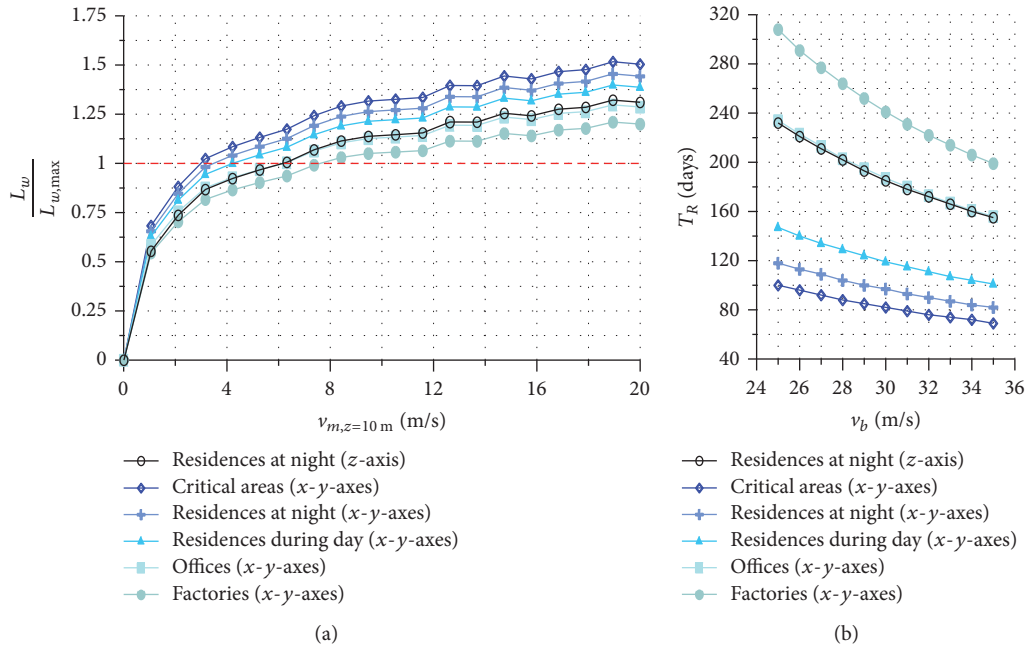 1.75
1.5
1.25
1
0.75
0.5
0.25
0
L_w
L_{w,max}
0 4 8 12 16 20
v_{m,z=10 m} (m/s)
Residences at night (z-axis)
Critical areas (x-y-axes)
Residences at night (x-y-axes)
Residences during day (x-y-axes)
Offices (x-y-axes)
Factories (x-y-axes)
(a)
320
280
240
200
160
120
80
40
T_R (days)
24 26 28 30 32 34 36
v_b (m/s)
Residences at night (z-axis)
Critical areas (x-y-axes)
Residences at night (x-y-axes)
Residences during day (x-y-axes)
Offices (x-y-axes)
Factories (x-y-axes)
(b)